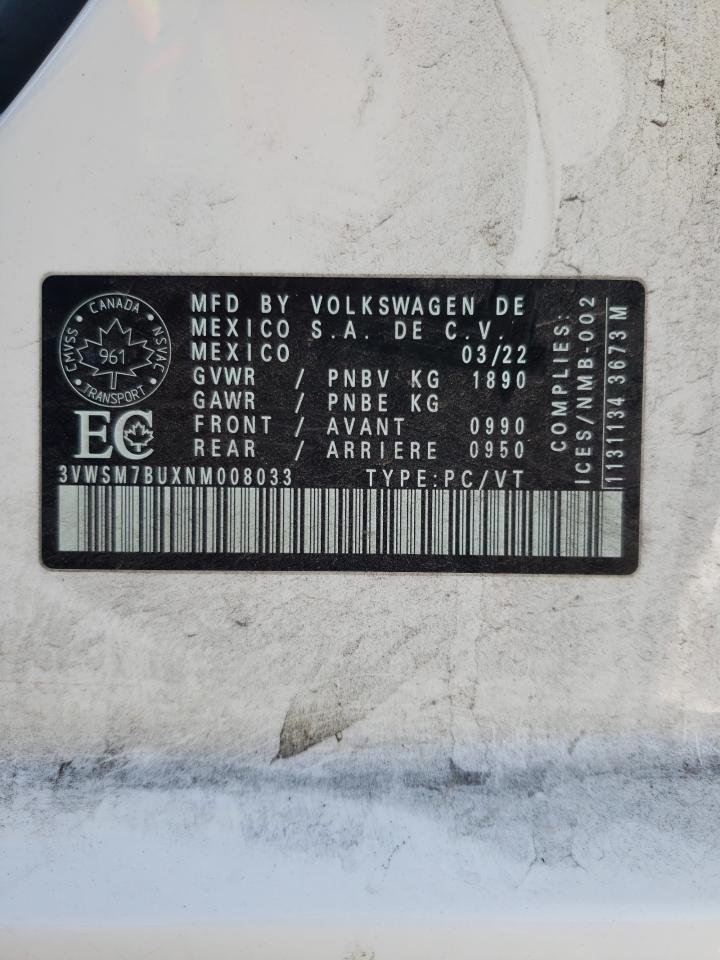 CANADA
CMVSS
961
NSVAC
TRANSPORT
EC
MFD BY VOLKSWAGEN DE
MEXICO S.A. DE C.V.
MEXICO 03/22
GVWR / PNBV KG 1890
GAWR / PNBE KG
FRONT / AVANT 0990
REAR / ARRIERE 0950
3VWSM7BUXNM008033 TYPE:PC/VT
COMPLIES:
ICES/NMB-002
1131134 3673 M